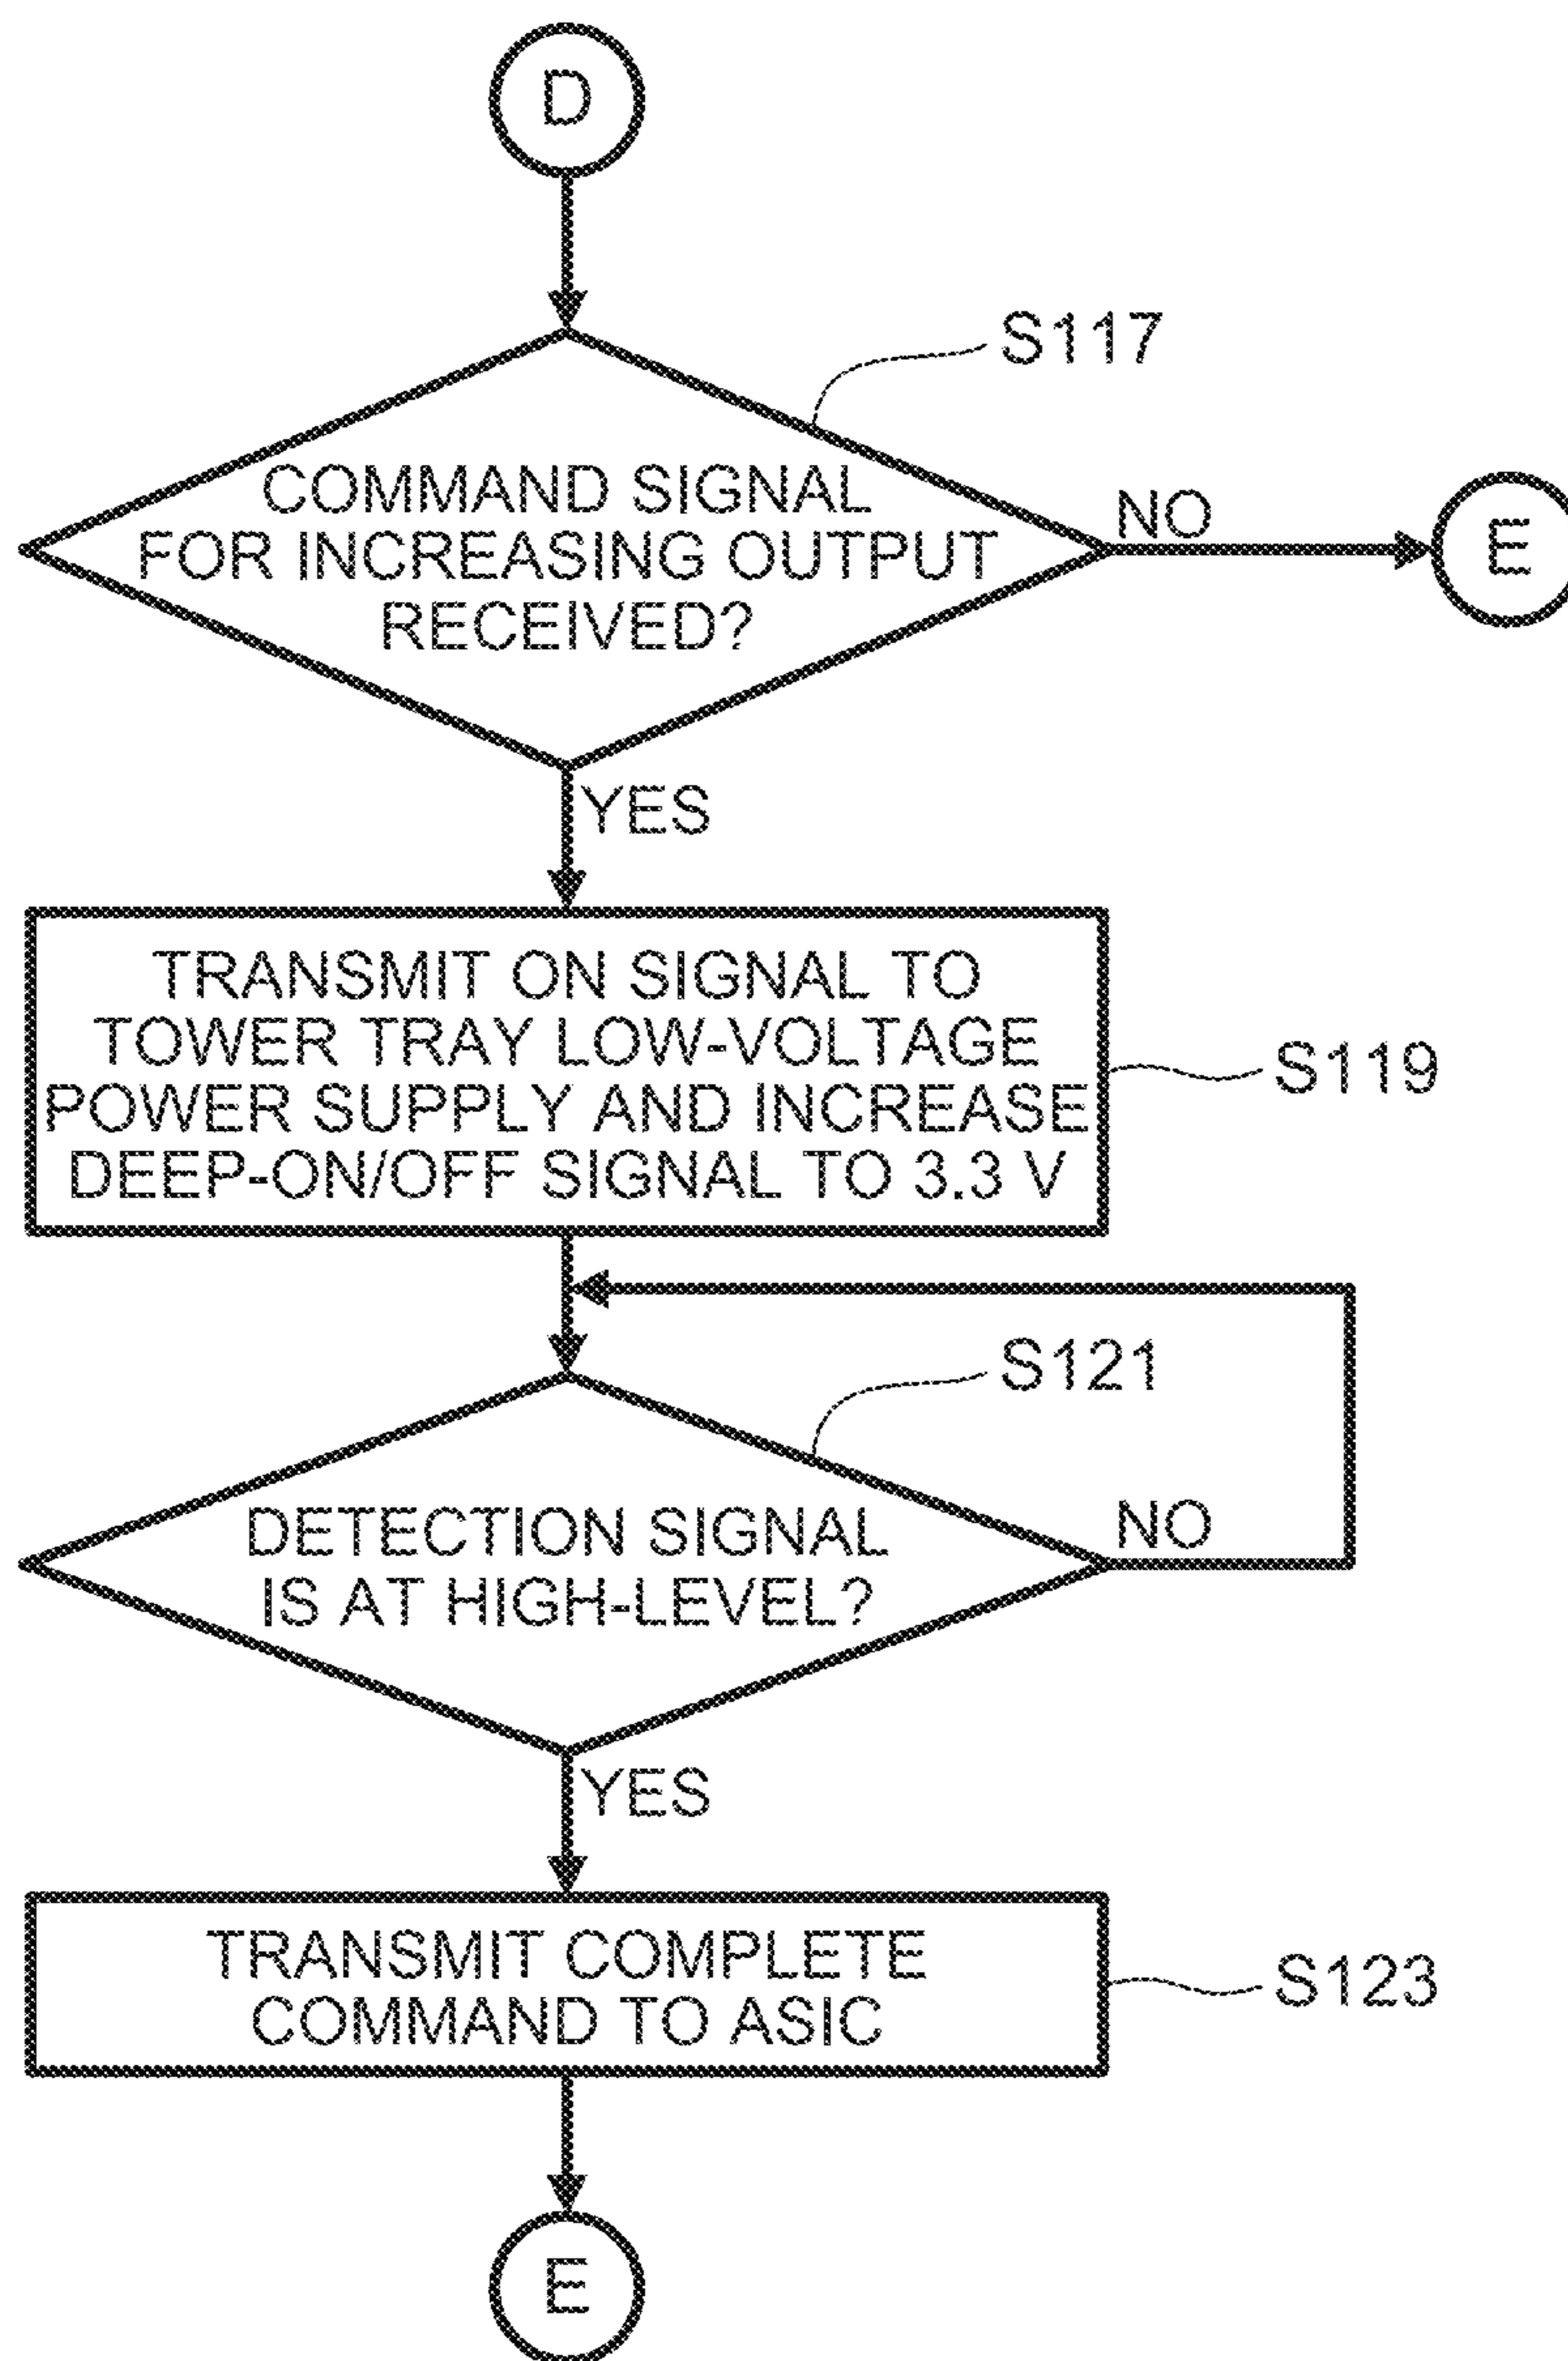 D
S117
COMMAND SIGNAL
FOR INCREASING OUTPUT
RECEIVED?
NO
E
YES
TRANSMIT ON SIGNAL TO
TOWER TRAY LOW-VOLTAGE
POWER SUPPLY AND INCREASE
DEEP-ON/OFF SIGNAL TO 3.3 V
S119
S121
DETECTION SIGNAL
IS AT HIGH-LEVEL?
NO
YES
TRANSMIT COMPLETE
COMMAND TO ASIC
S123
E